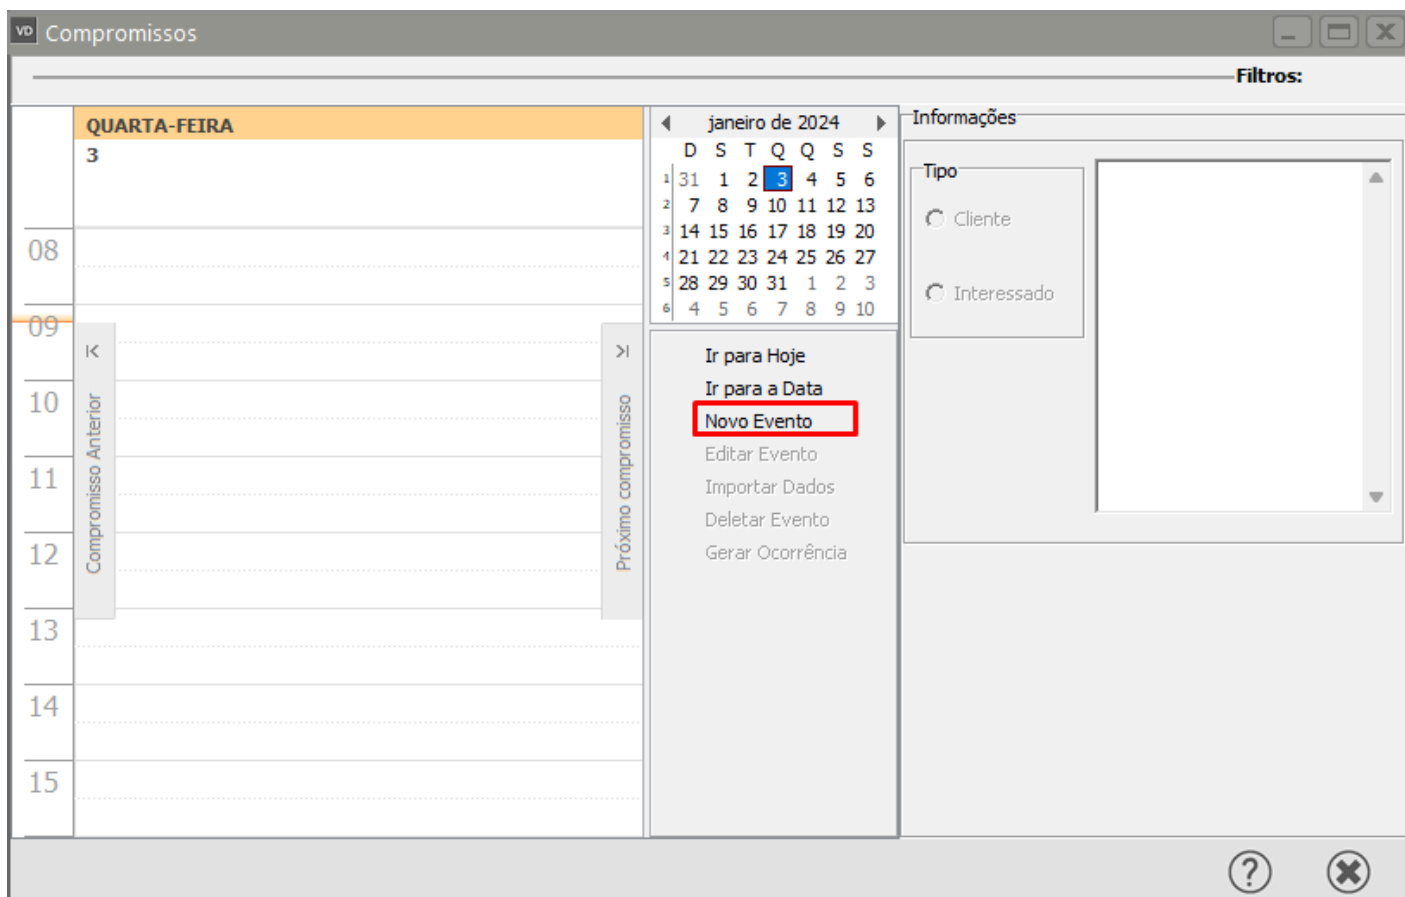 VD Compromissos
Filtros:
QUARTA-FEIRA
3
08
09
10
11
12
13
14
15
Compromisso Anterior
Próximo compromisso
janeiro de 2024
D S T Q Q S S
1 31 1 2 3 4 5 6
2 7 8 9 10 11 12 13
3 14 15 16 17 18 19 20
4 21 22 23 24 25 26 27
5 28 29 30 31 1 2 3
6 4 5 6 7 8 9 10
Ir para Hoje
Ir para a Data
Novo Evento
Editar Evento
Importar Dados
Deletar Evento
Gerar Ocorrência
Informações
Tipo
Cliente
Interessado
?